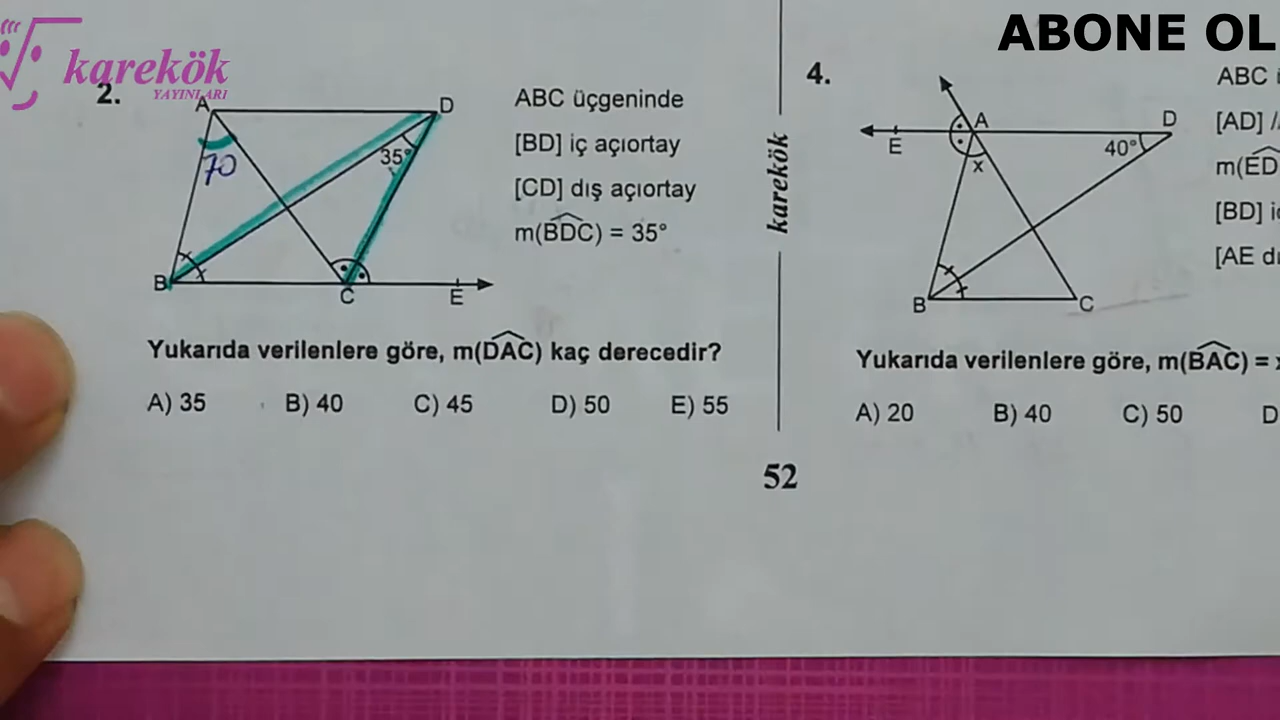 karekök
YAYINLARI
ABONE OL
2.
A
D
70
35°
B
C
E
ABC üçgeninde
[BD] iç açıortay
[CD] dış açıortay
m(BDC) = 35°
Yukarıda verilenlere göre, m(DAC) kaç derecedir?
A) 35 B) 40 C) 45 D) 50 E) 55
karekök
52
4.
A
D
E
x
40°
B
C
ABC
[AD] //
m(ED
[BD]
[AE
Yukarıda verilenlere göre, m(BAC) =
A) 20 B) 40 C) 50 D